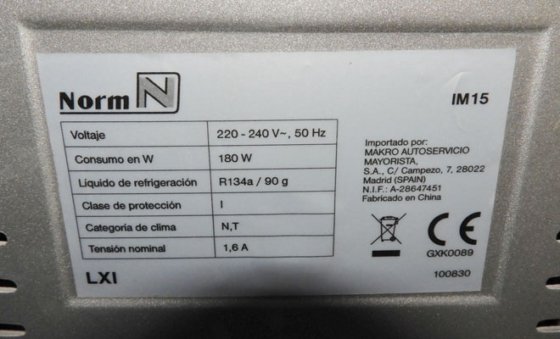 Norm N
IM15
Voltaje 220 - 240 V~, 50 Hz
Consumo en W 180 W
Líquido de refrigeración R134a / 90 g
Clase de protección I
Categoría de clima N,T
Tensión nominal 1,6 A
LXI
Importado por:
MAKRO AUTOSERVICIO
MAYORISTA,
S.A., C/ Campezo, 7, 28022
Madrid (SPAIN)
N.I.F.: A-28647451
Fabricado en China
CE
GXK0089
100830